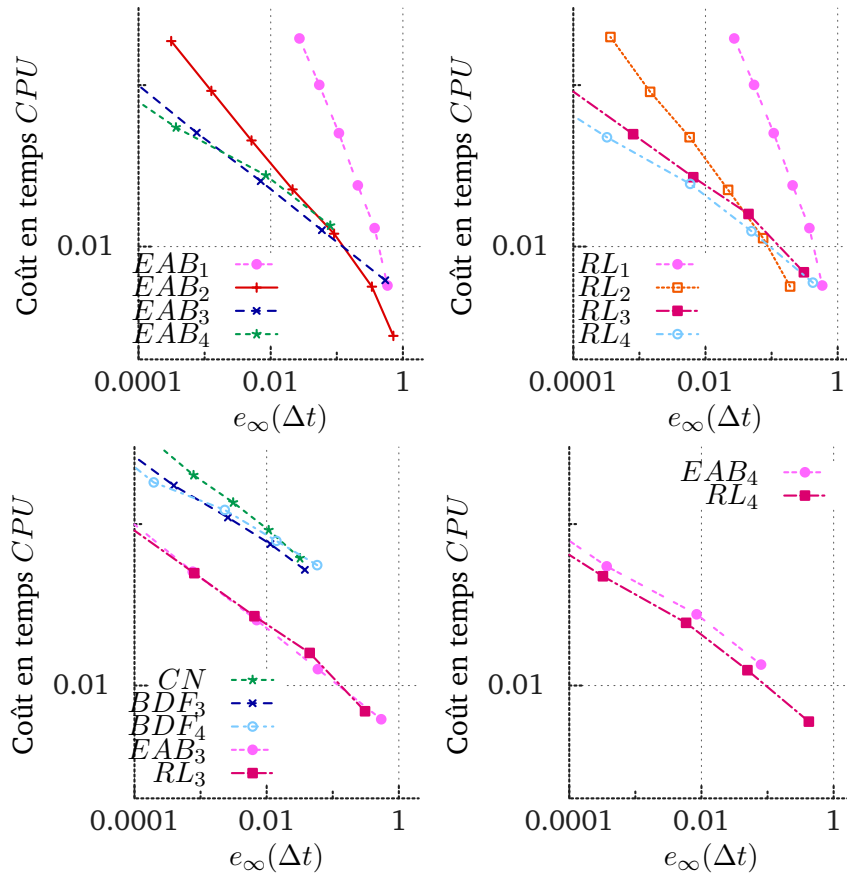 Coût en temps CPU
0.01
EAB₁
EAB₂
EAB₃
EAB₄
0.0001
0.01
1
e∞(Δt)
Coût en temps CPU
0.01
RL₁
RL₂
RL₃
RL₄
0.0001
0.01
1
e∞(Δt)
Coût en temps CPU
0.01
CN
BDF₃
BDF₄
EAB₃
RL₃
0.0001
0.01
1
e∞(Δt)
Coût en temps CPU
0.01
EAB₄
RL₄
0.0001
0.01
1
e∞(Δt)